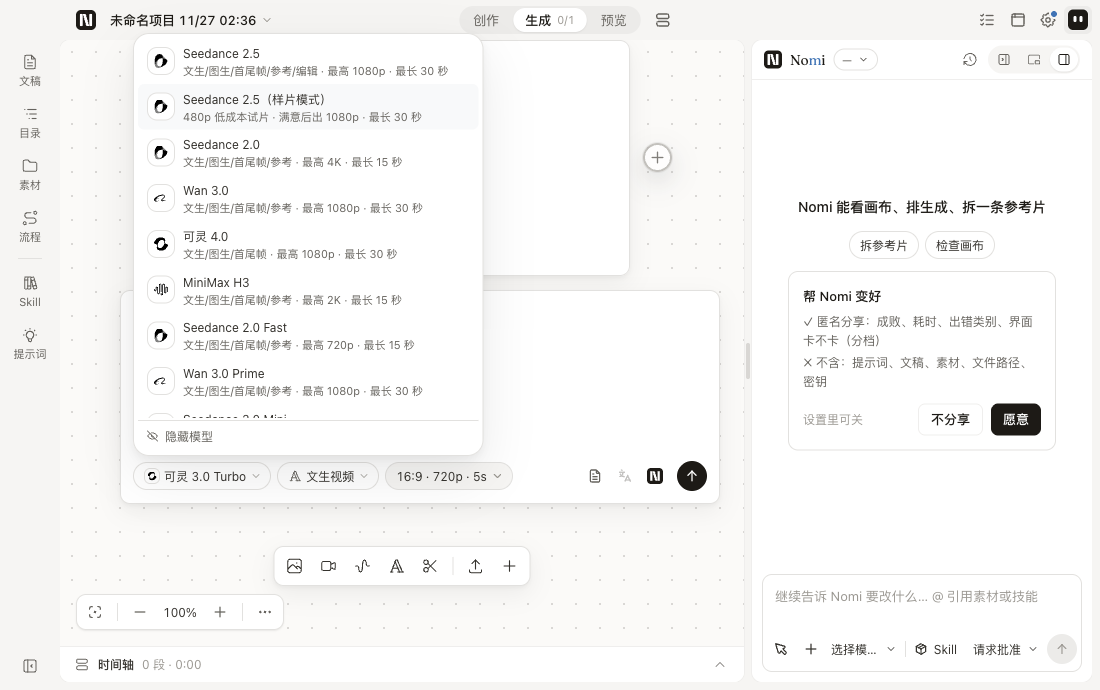 未命名项目 11/27 02:36
创作
生成 0/1
预览
文稿
目录
素材
流程
Skill
提示词
Seedance 2.5
文生/图生/首尾帧/参考/编辑 · 最高 1080p · 最长 30 秒
Seedance 2.5（样片模式）
480p 低成本试片 · 满意后出 1080p · 最长 30 秒
Seedance 2.0
文生/图生/首尾帧/参考 · 最高 4K · 最长 15 秒
Wan 3.0
文生/图生/首尾帧/参考 · 最高 1080p · 最长 30 秒
可灵 4.0
文生/图生/首尾帧 · 最高 1080p · 最长 30 秒
MiniMax H3
文生/图生/首尾帧/参考 · 最高 2K · 最长 15 秒
Seedance 2.0 Fast
文生/图生/首尾帧/参考 · 最高 720p · 最长 15 秒
Wan 3.0 Prime
文生/图生/首尾帧/参考 · 最高 1080p · 最长 30 秒
隐藏模型
可灵 3.0 Turbo
文生视频
16:9 · 720p · 5s
100%
时间轴 0 段 · 0:00
Nomi
Nomi 能看画布、排生成、拆一条参考片
拆参考片
检查画布
帮 Nomi 变好
✓ 匿名分享：成败、耗时、出错类别、界面
卡不卡（分档）
✕ 不含：提示词、文稿、素材、文件路径、
密钥
设置里可关
不分享
愿意
继续告诉 Nomi 要改什么... @ 引用素材或技能
选择模...
Skill
请求批准